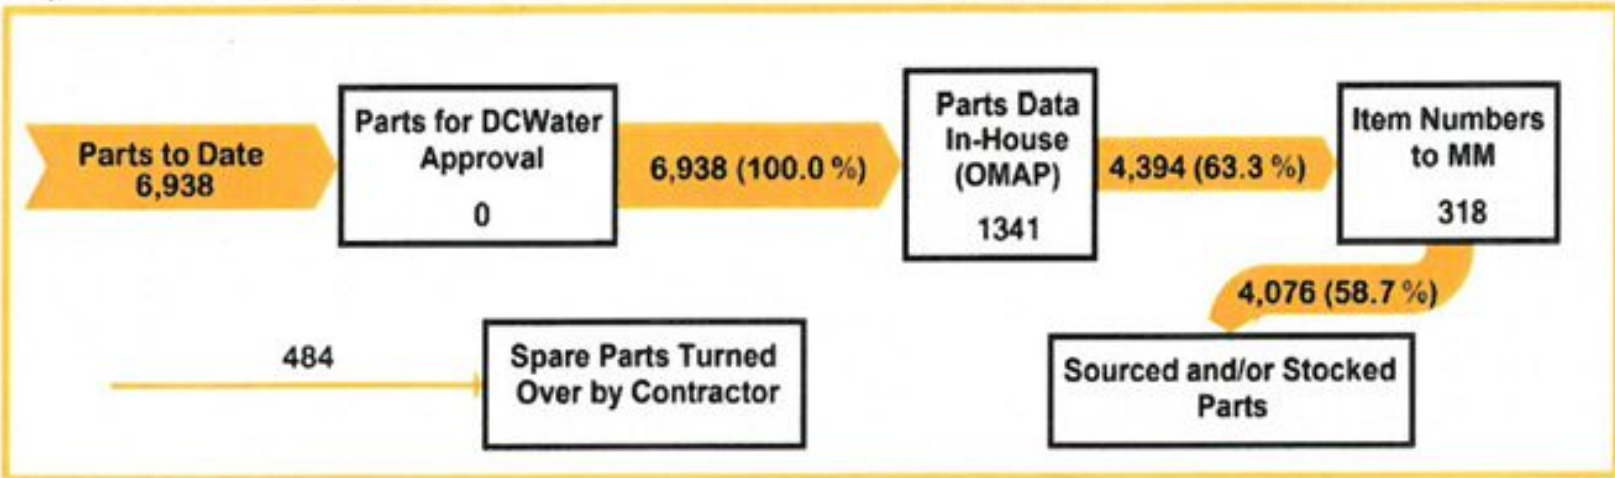 Parts to Date
6,938
Parts for DCWater
Approval
0
6,938 (100.0 %)
Parts Data
In-House
(OMAP)
1341
4,394 (63.3 %)
Item Numbers
to MM
318
4,076 (58.7 %)
Sourced and/or Stocked
Parts
484
Spare Parts Turned
Over by Contractor